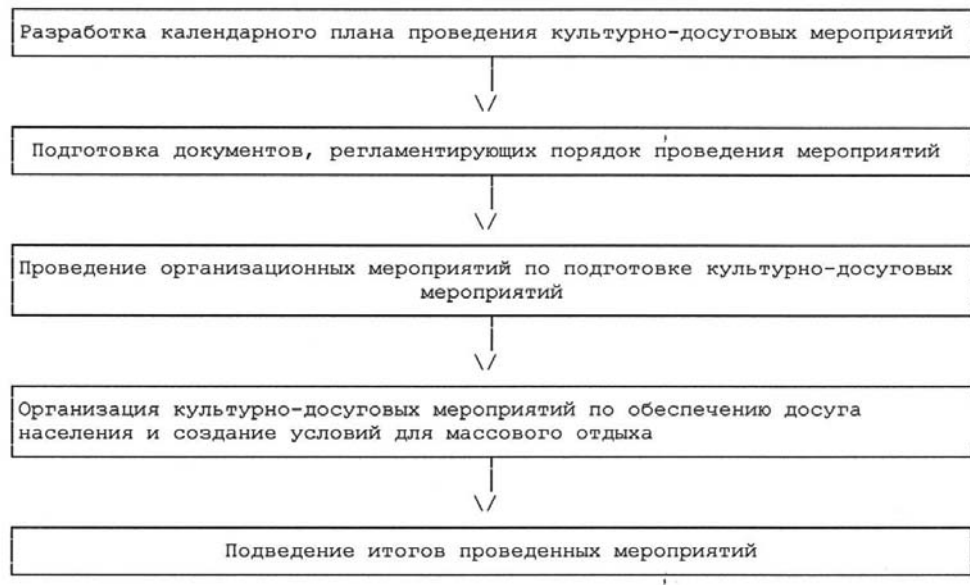 Разработка календарного плана проведения культурно-досуговых мероприятий
Подготовка документов, регламентирующих порядок проведения мероприятий
Проведение организационных мероприятий по подготовке культурно-досуговых
мероприятий
Организация культурно-досуговых мероприятий по обеспечению досуга
населения и создание условий для массового отдыха
Подведение итогов проведенных мероприятий